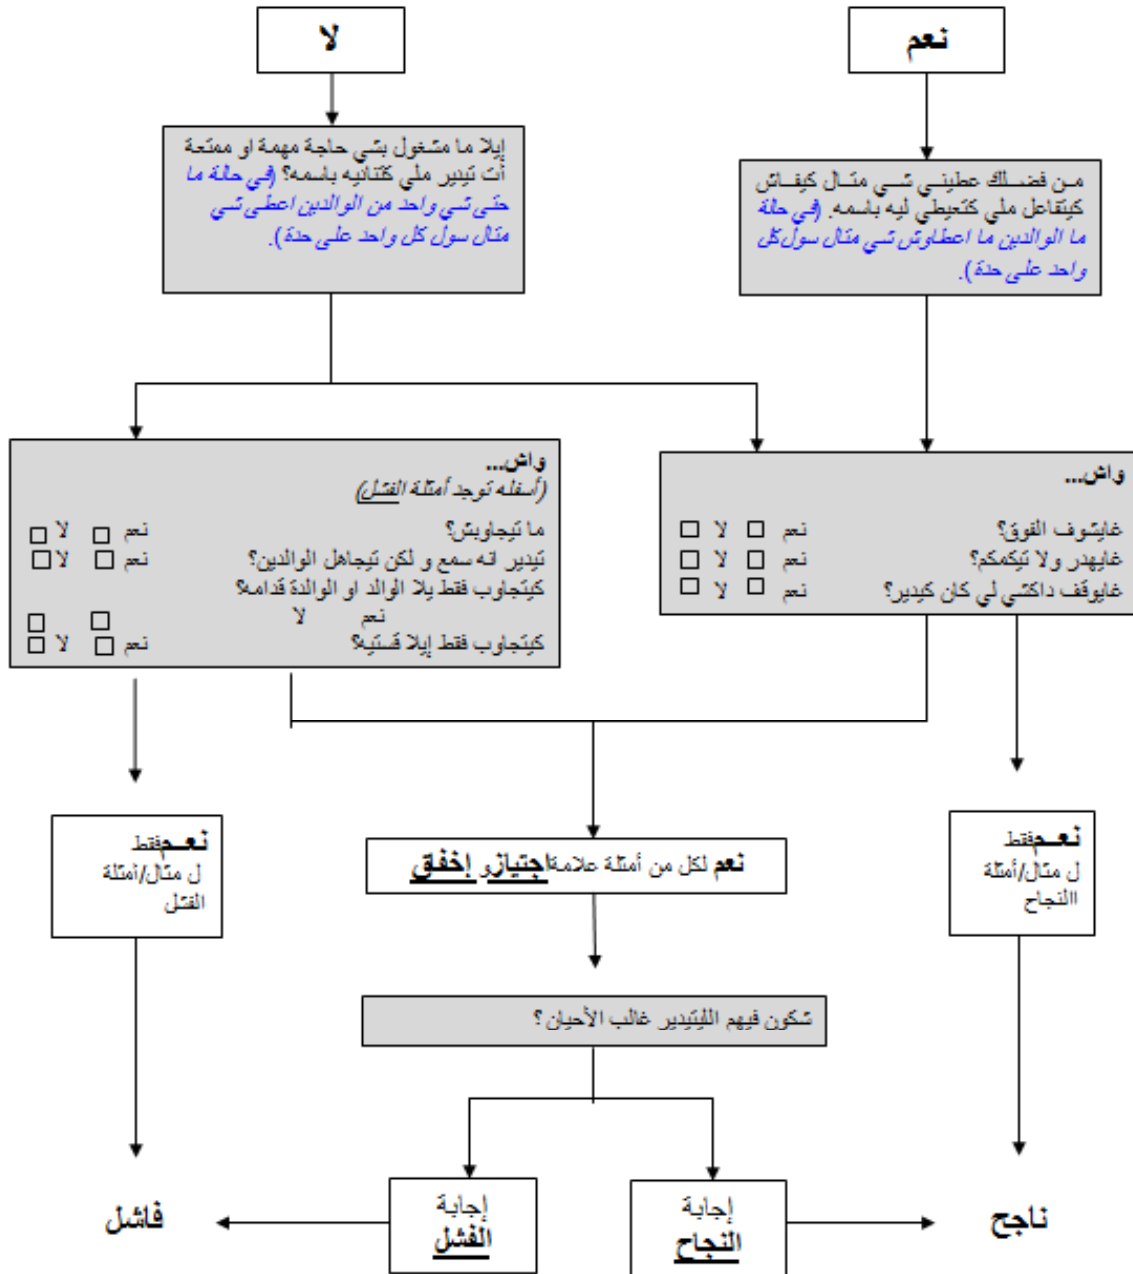 نعم
لا
من فضلك عطيني شي مثال كيفاش
كيتفاعل ملي كتعيطي ليه باسمه. (في حالة
ما الوالدين ما اعطاوش شي مثال سول كل
واحد على حدة).
إيلا ما مشغول بشي حاجة مهمة او ممتعة
أت تيدير ملي كتانيه باسمه؟ (في حالة ما
حتى شي واحد من الوالدين اعطى شي
مثال سول كل واحد على حدة).
واش...
غايشوف الفوق؟ نعم □ لا □
غايهدر ولا تيكمكم؟ نعم □ لا □
غايوقف داكشي لي كان كيدير؟ نعم □ لا □
واش...
(أسفله توجد أمثلة الفشل)
ما تيجاوبش؟ نعم □ لا □
تيدير انه سمع و لكن تيجاهل الوالدين؟ نعم □ لا □
كيتجاوب فقط يلا الوالد او الوالدة قدامه؟
نعم □ لا □
كيتجاوب فقط إيلا قستيه؟ نعم □ لا □
نعم فقط
ل مثال/أمثلة
االنجاح
نعم لكل من أمثلة علامة اجتياز و إخفاق
نعم فقط
ل مثال/أمثلة
الفشل
شكون فيهم الليتيدير غالب الأحيان؟
ناجح
إجابة
النجاح
إجابة
الفشل
فاشل